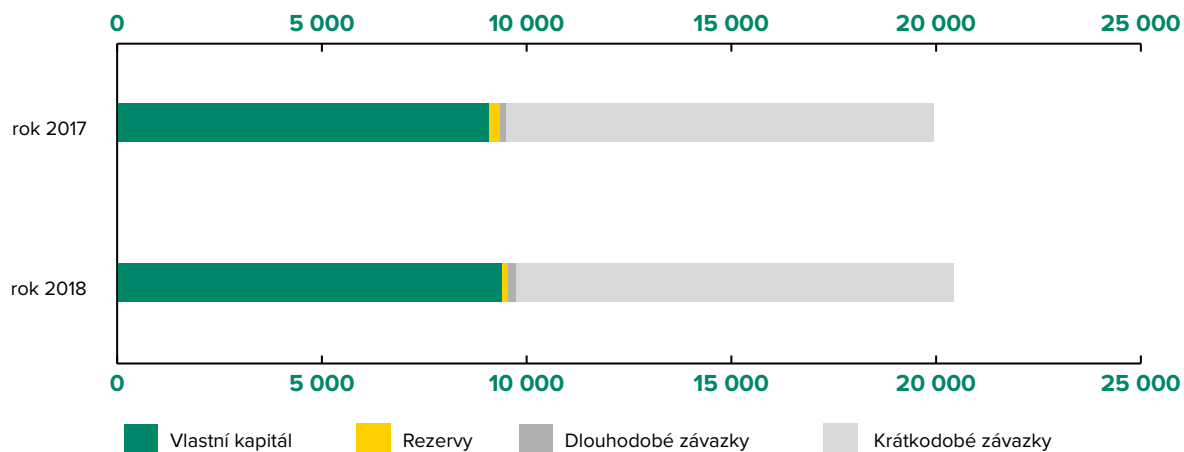 0 5 000 10 000 15 000 20 000 25 000
rok 2017
rok 2018
0 5 000 10 000 15 000 20 000 25 000
Vlastní kapitál Rezervy Dlouhodobé závazky Krátkodobé závazky